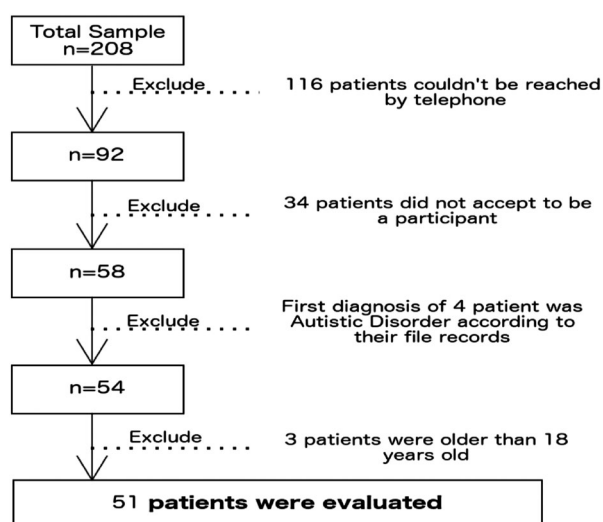 Total Sample
n=208
Exclude
116 patients couldn't be reached
by telephone
n=92
Exclude
34 patients did not accept to be
a participant
n=58
Exclude
First diagnosis of 4 patient was
Autistic Disorder according to
their file records
n=54
Exclude
3 patients were older than 18
years old
51 patients were evaluated